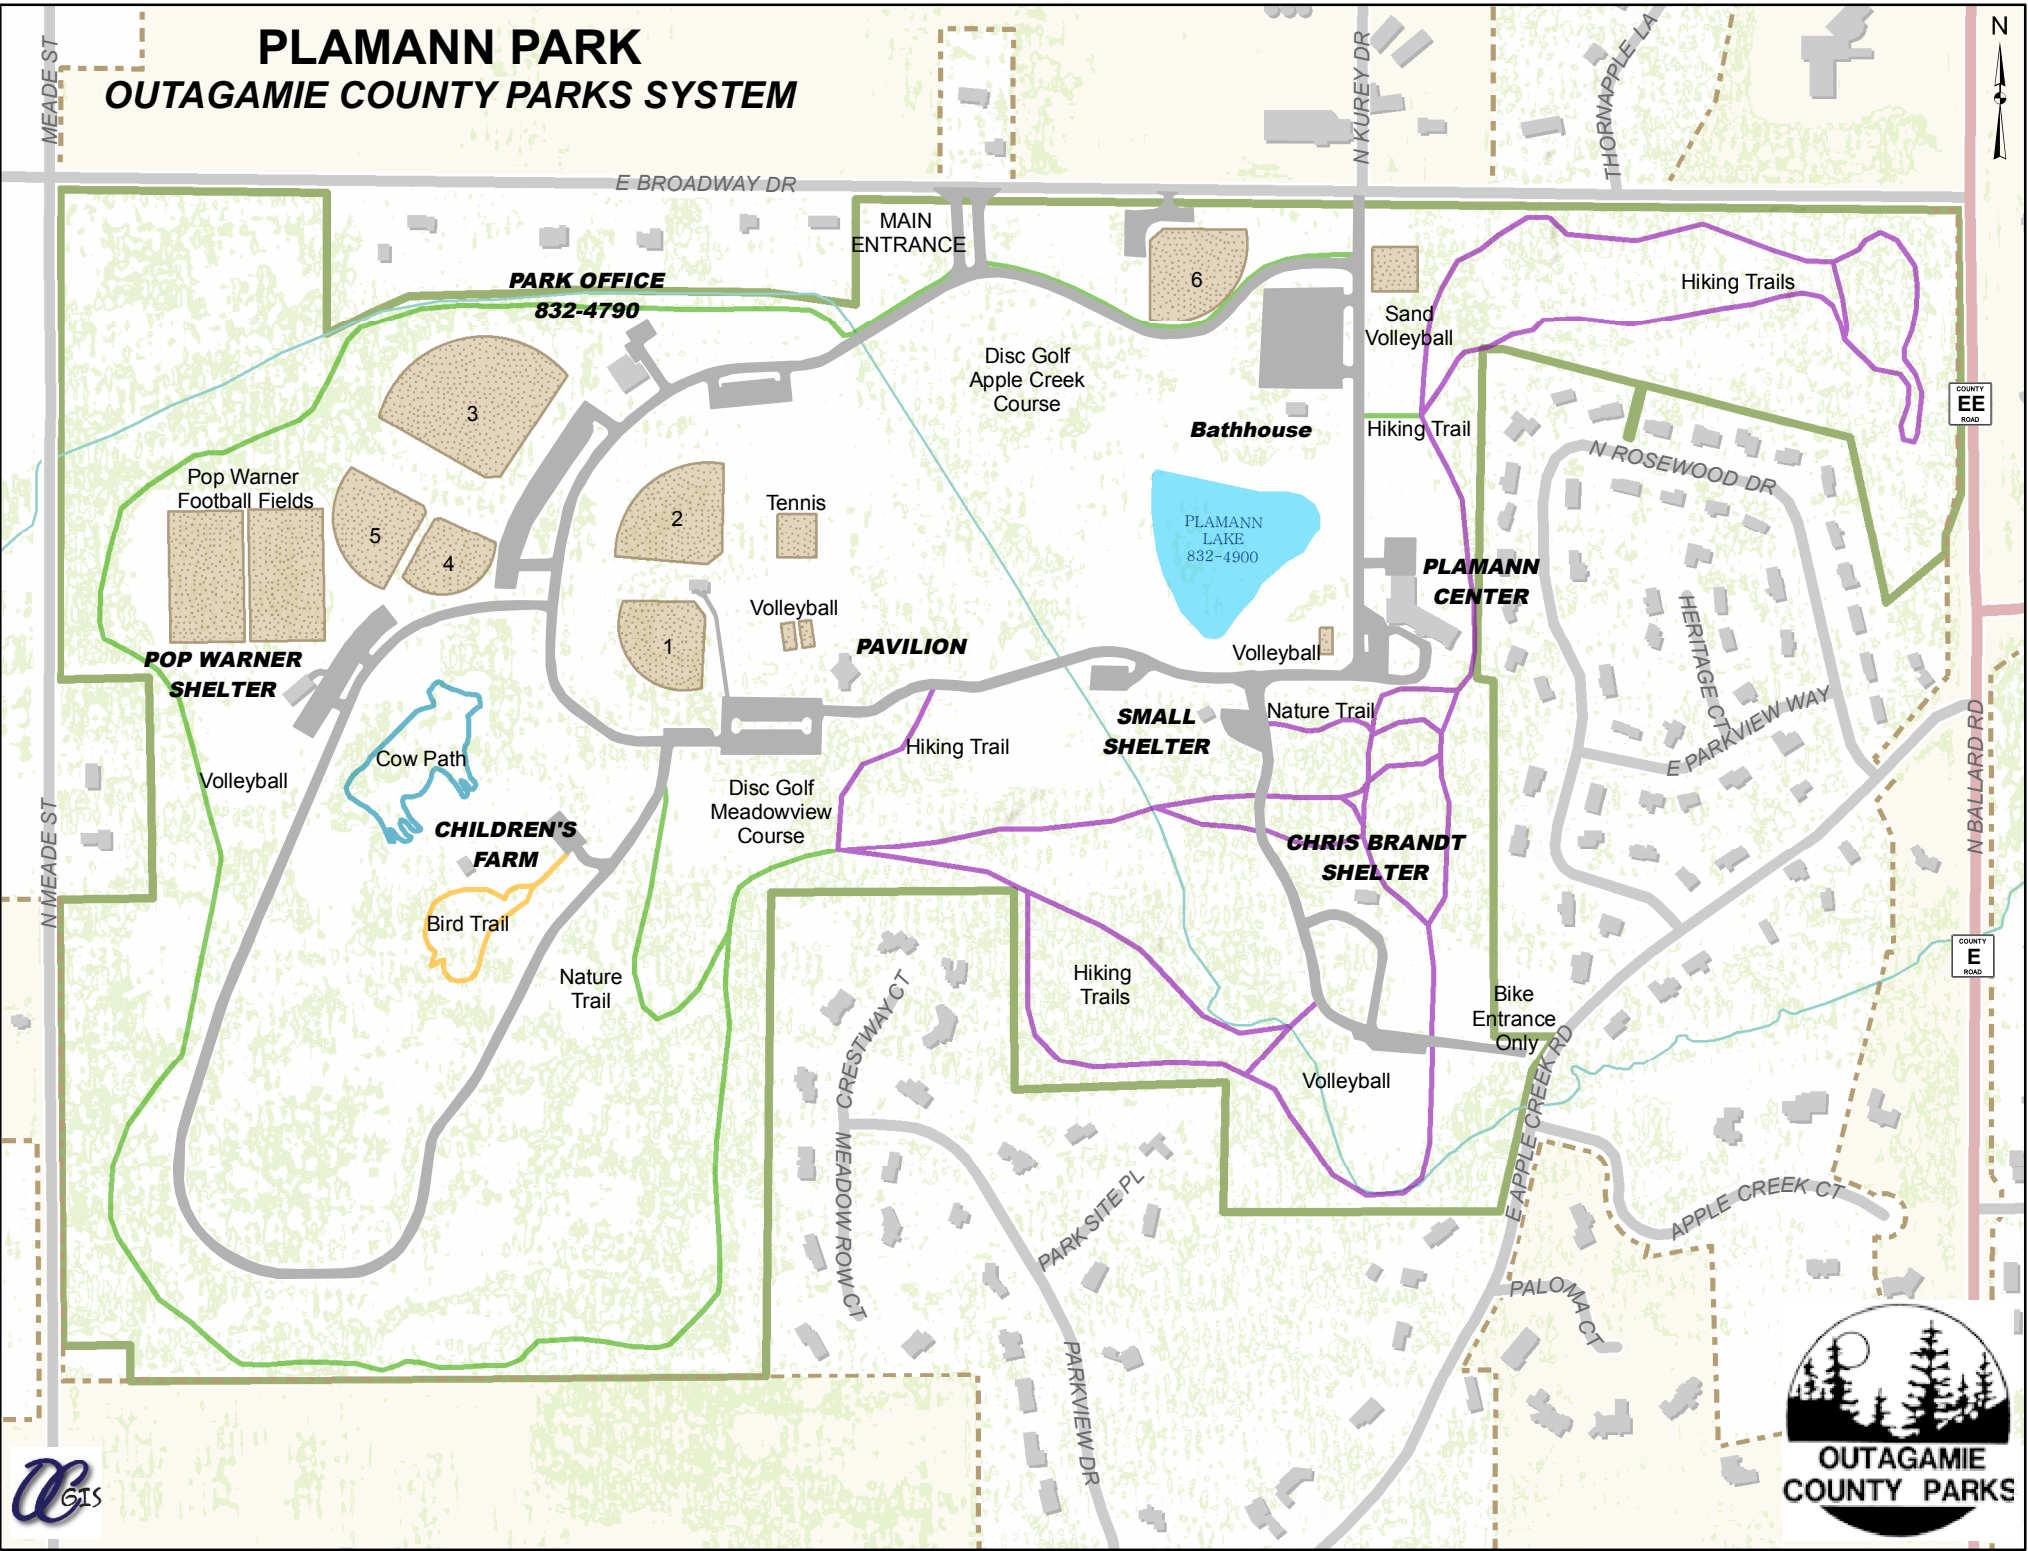 PLAMANN PARK
OUTAGAMIE COUNTY PARKS SYSTEM
MEADE ST
N KUREY DR
THORNAPPLE LA
N
E BROADWAY DR
MAIN
ENTRANCE
PARK OFFICE
832-4790
6
Sand
Volleyball
Hiking Trails
Disc Golf
Apple Creek
Course
3
Bathhouse
Hiking Trail
COUNTY
EE
ROAD
N ROSEWOOD DR
Pop Warner
Football Fields
5
4
2
Tennis
PLAMANN
LAKE
832-4900
PLAMANN
CENTER
HERITAGE CT
E PARKVIEW WAY
Volleyball
1
PAVILION
Volleyball
POP WARNER
SHELTER
Cow Path
Volleyball
Hiking Trail
SMALL
SHELTER
Nature Trail
N BALLARD RD
N MEADE ST
Disc Golf
Meadowview
Course
CHILDREN'S
FARM
CHRIS BRANDT
SHELTER
Bird Trail
Nature
Trail
Hiking
Trails
COUNTY
E
ROAD
Bike
Entrance
Only
Volleyball
CRESTWAY CT
MEADOW ROW CT
PARK SITE PL
E APPLE CREEK RD
APPLE CREEK CT
PALOMA CT
PARKVIEW DR
OC GIS
OUTAGAMIE
COUNTY PARKS